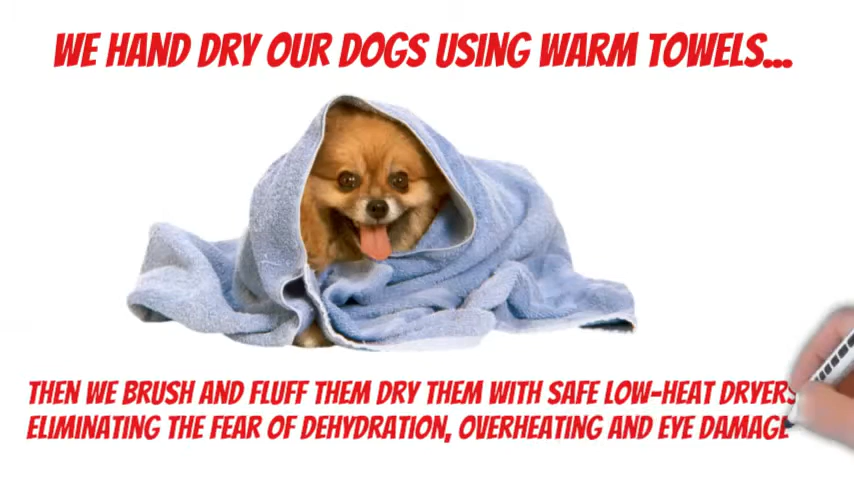 WE HAND DRY OUR DOGS USING WARM TOWELS...
THEN WE BRUSH AND FLUFF THEM DRY THEM WITH SAFE LOW-HEAT DRYERS
ELIMINATING THE FEAR OF DEHYDRATION, OVERHEATING AND EYE DAMAGE